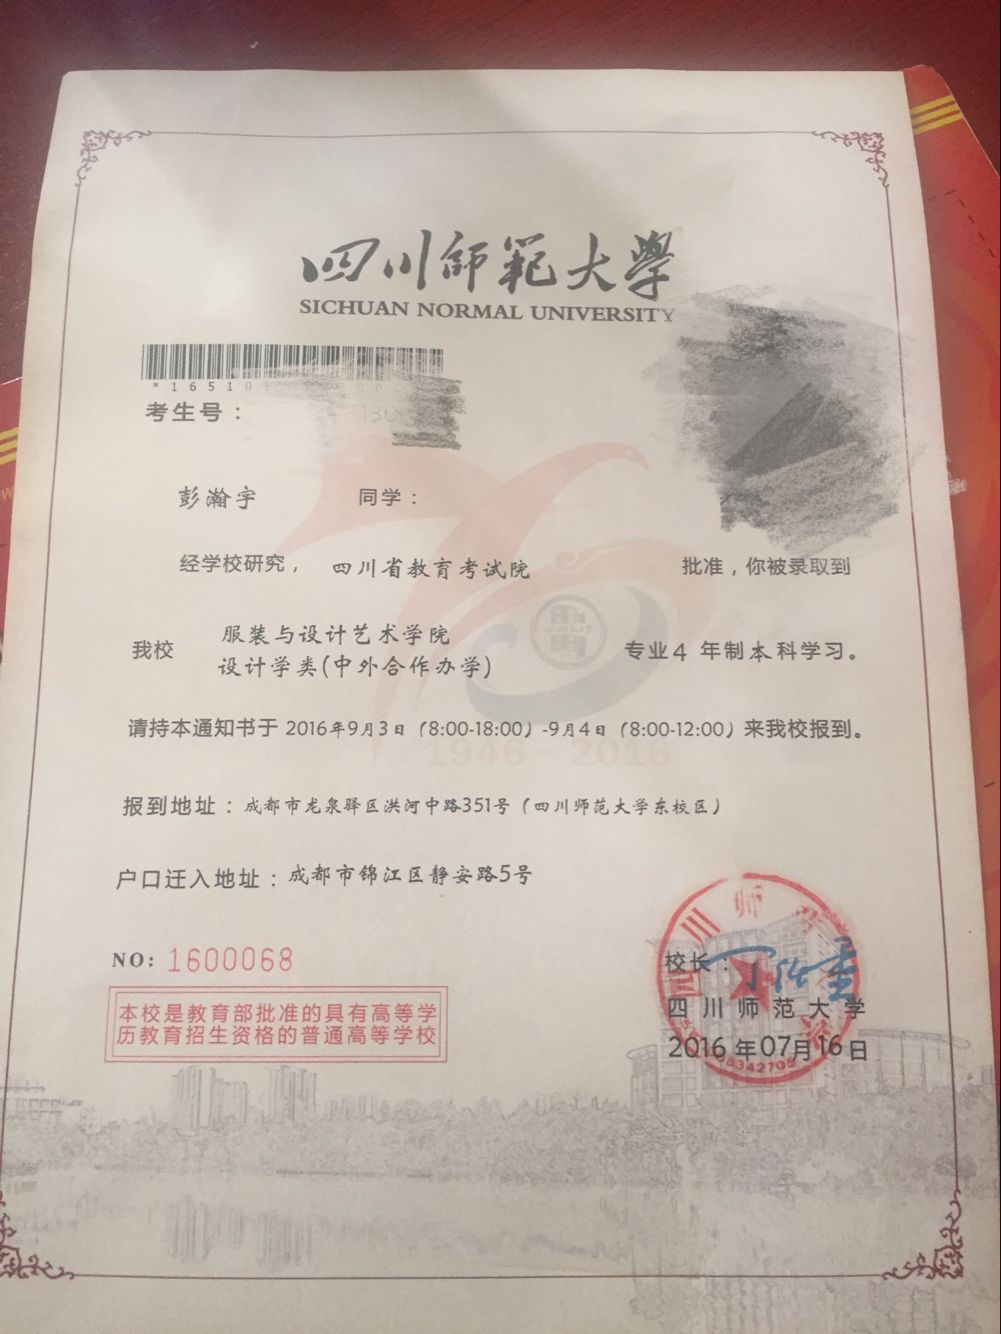 四川師範大學
SICHUAN NORMAL UNIVERSITY
*1651
考生号：
彭瀚宇 同学：
经学校研究， 四川省教育考试院 批准，你被录取到
我校 服装与设计艺术学院
设计学类(中外合作办学) 专业4 年制本科学习。
请持本通知书于 2016年9月3日（8:00-18:00）-9月4日（8:00-12:00）来我校报到。
1946-2016
报到地址：成都市龙泉驿区洪河中路351号（四川师范大学东校区）
户口迁入地址：成都市锦江区静安路5号
NO: 1600068
本校是教育部批准的具有高等学
历教育招生资格的普通高等学校
校长：
四川师范大学
2016年07月16日